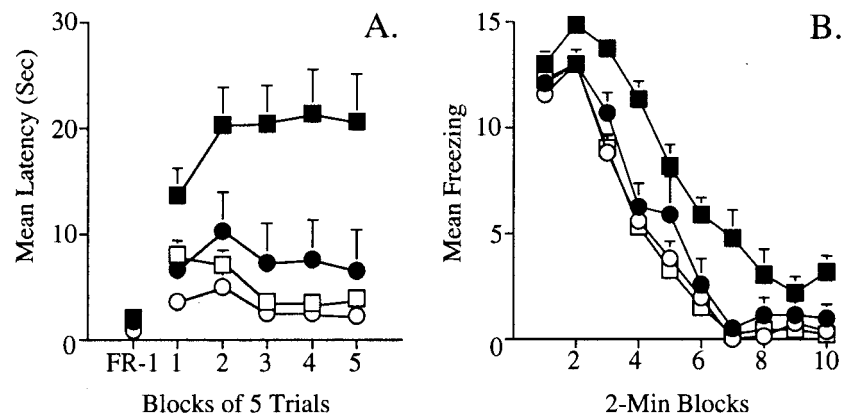 A.
Mean Latency (Sec)
30
20
10
0
FR-1 1 2 3 4 5
Blocks of 5 Trials
B.
Mean Freezing
15
10
5
0
2 4 6 8 10
2-Min Blocks